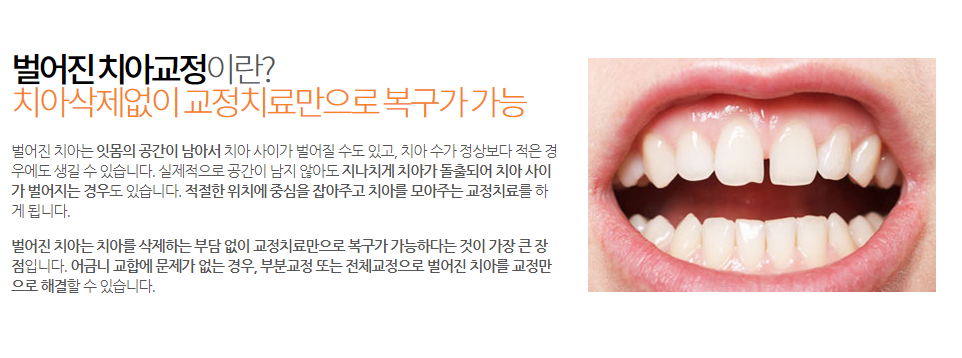 벌어진 치아교정이란?
치아삭제없이 교정치료만으로 복구가 가능
벌어진 치아는 잇몸의 공간이 남아서 치아 사이가 벌어질 수도 있고, 치아 수가 정상보다 적은 경
우에도 생길 수 있습니다. 실제적으로 공간이 남지 않아도 지나치게 치아가 돌출되어 치아 사이
가 벌어지는 경우도 있습니다. 적절한 위치에 중심을 잡아주고 치아를 모아주는 교정치료를 하
게 됩니다.
벌어진 치아는 치아를 삭제하는 부담 없이 교정치료만으로 복구가 가능하다는 것이 가장 큰 장
점입니다. 어금니 교합에 문제가 없는 경우, 부분교정 또는 전체교정으로 벌어진 치아를 교정만
으로 해결할 수 있습니다.